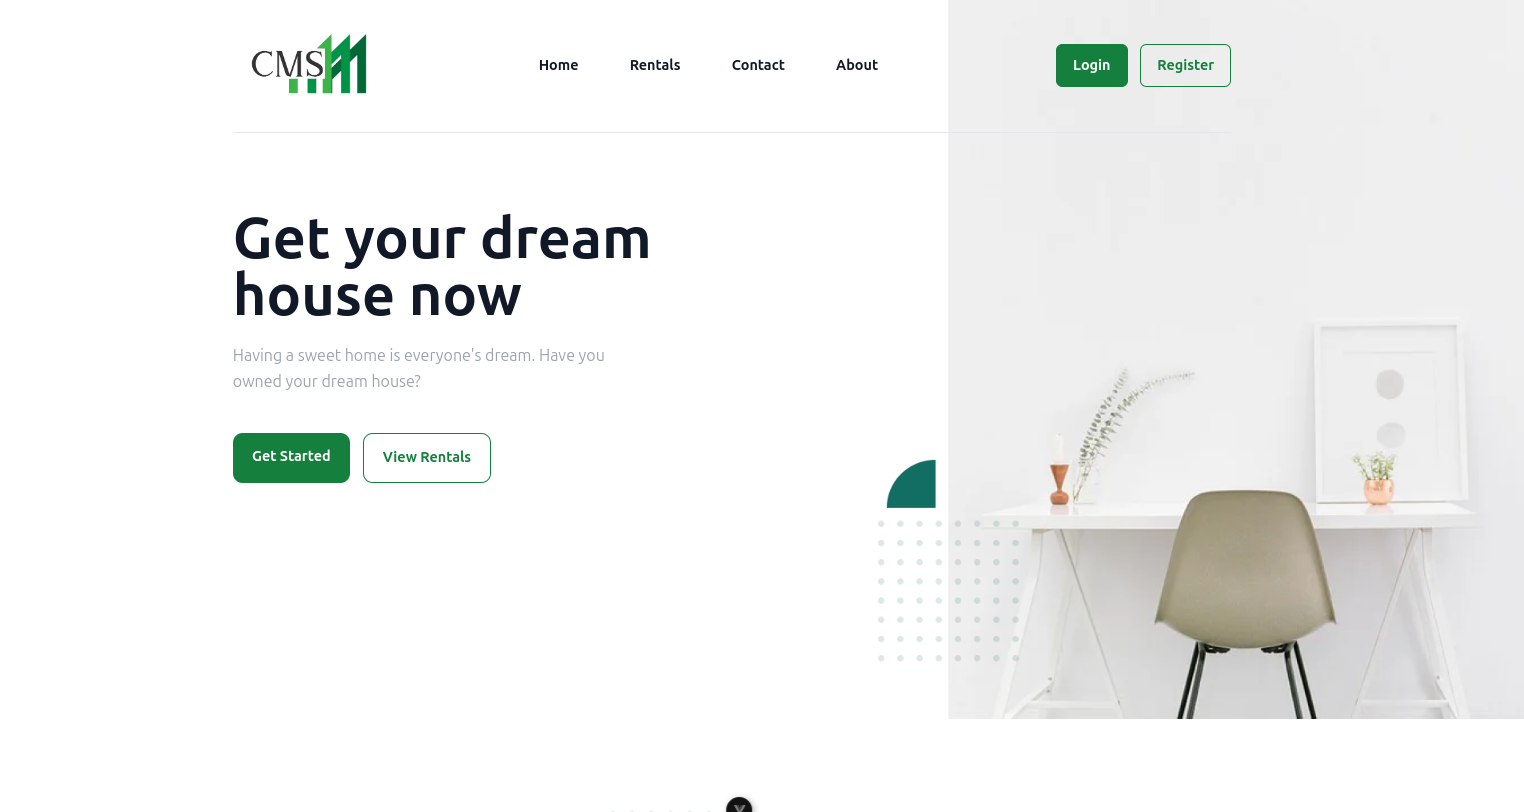 CMS
Home
Rentals
Contact
About
Login
Register
Get your dream
house now
Having a sweet home is everyone's dream. Have you
owned your dream house?
Get Started
View Rentals